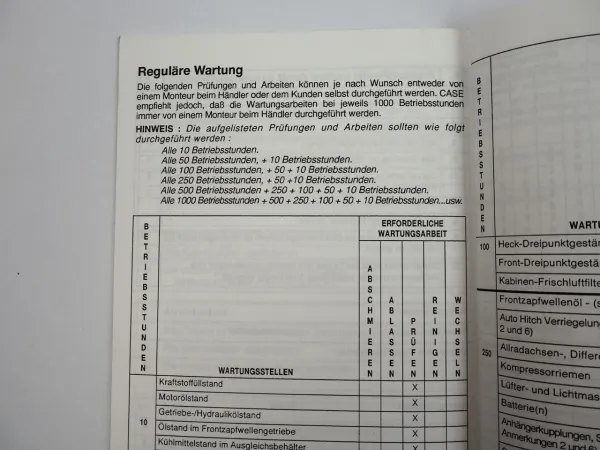 Reguläre Wartung
Die folgenden Prüfungen und Arbeiten können je nach Wunsch entweder von
einem Monteur beim Händler oder dem Kunden selbst durchgeführt werden. CASE
empfiehlt jedoch, daß die Wartungsarbeiten bei jeweils 1000 Betriebsstunden
immer von einem Monteur beim Händler durchgeführt werden.
HINWEIS : Die aufgelisteten Prüfungen und Arbeiten sollten wie folgt
durchgeführt werden :
Alle 10 Betriebsstunden.
Alle 50 Betriebsstunden, + 10 Betriebsstunden.
Alle 100 Betriebsstunden, + 50 + 10 Betriebsstunden.
Alle 250 Betriebsstunden, + 50 +10 Betriebsstunden.
Alle 500 Betriebsstunden + 250 + 100 + 50 + 10 Betriebsstunden.
Alle 1000 Betriebsstunden + 500 + 250 + 100 + 50 + 10 Betriebsstunden...usw.
BETRIEBSSTUNDEN
WARTUNGSSTELLEN
ERFORDERLICHE
WARTUNGSARBEIT
ABSCHMIEREN
ABLASSEN
PRÜFEN
REINIGEN
WECHSELN
10
Kraftstoffüllstand X
Motorölstand X
Getriebe-/Hydraulikölstand X
Ölstand im Frontzapfwellengetriebe X
Kühlmittelstand im Ausgleichsbehälter X
BETRIEBSSTUNDEN
WARTU
100
Heck-Dreipunktgestä
Front-Dreipunktgestä
Kabinen-Frischluftfilte
250
Frontzapfwellenöl - (s
Auto Hitch Verriegelun
2 und 6)
Allradachsen-, Differe
Kompressorriemen
Lüfter- und Lichtmas
Batterie(n)
Anhängerkupplungen, S
Anmerkungen 2 und 6)